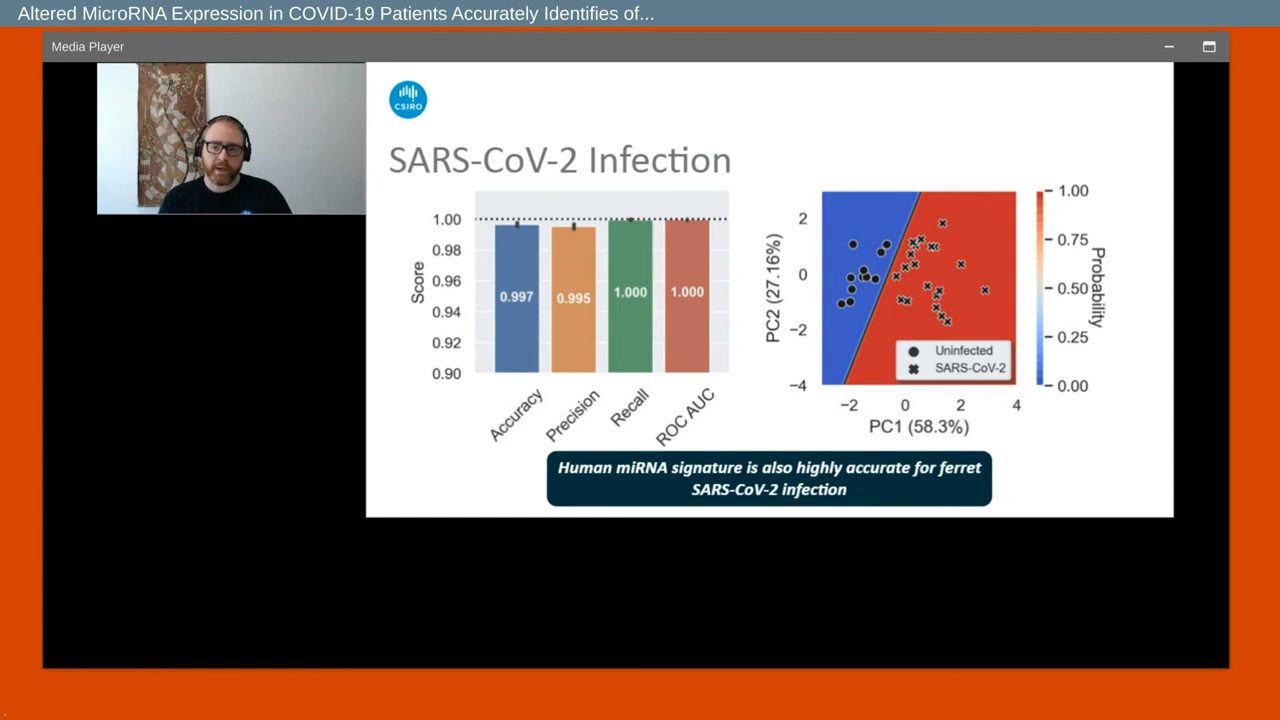 Altered MicroRNA Expression in COVID-19 Patients Accurately Identifies of...
Media Player
CSIRO
SARS-CoV-2 Infection
1.00
0.98
0.96
0.94
0.92
0.90
Score
0.997
0.995
1.000
1.000
Accuracy
Precision
Recall
ROC AUC
2
0
−2
−4
PC2 (27.16%)
−2
0
2
4
PC1 (58.3%)
Uninfected
SARS-CoV-2
1.00
0.75
0.50
0.25
0.00
Probability
Human miRNA signature is also highly accurate for ferret
SARS-CoV-2 infection